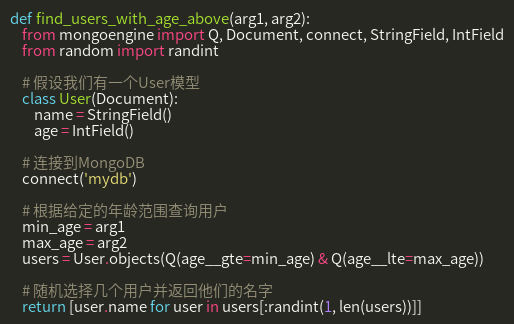 def find_users_with_age_above(arg1, arg2):
    from mongoengine import Q, Document, connect, StringField, IntField
    from random import randint

    # 假设我们有一个User模型
    class User(Document):
        name = StringField()
        age = IntField()

    # 连接到MongoDB
    connect('mydb')

    # 根据给定的年龄范围查询用户
    min_age = arg1
    max_age = arg2
    users = User.objects(Q(age__gte=min_age) & Q(age__lte=max_age))

    # 随机选择几个用户并返回他们的名字
    return [user.name for user in users[:randint(1, len(users))]]